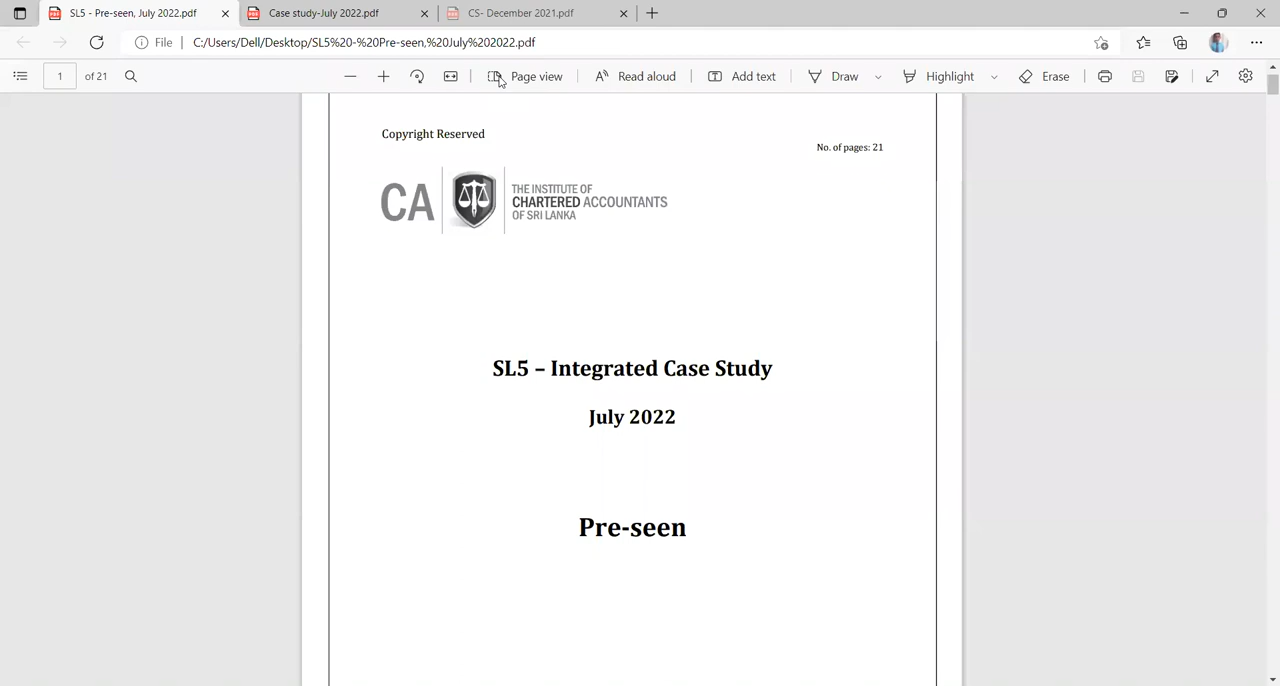 SL5 - Pre-seen, July 2022.pdf
Case study-July 2022.pdf
CS- December 2021.pdf
File
C:/Users/Dell/Desktop/SL5%20-%20Pre-seen,%20July%202022.pdf
1
of 21
Page view
Read aloud
Add text
Draw
Highlight
Erase
Copyright Reserved
No. of pages: 21
CA
THE INSTITUTE OF
CHARTERED ACCOUNTANTS
OF SRI LANKA
SL5 – Integrated Case Study
July 2022
Pre-seen